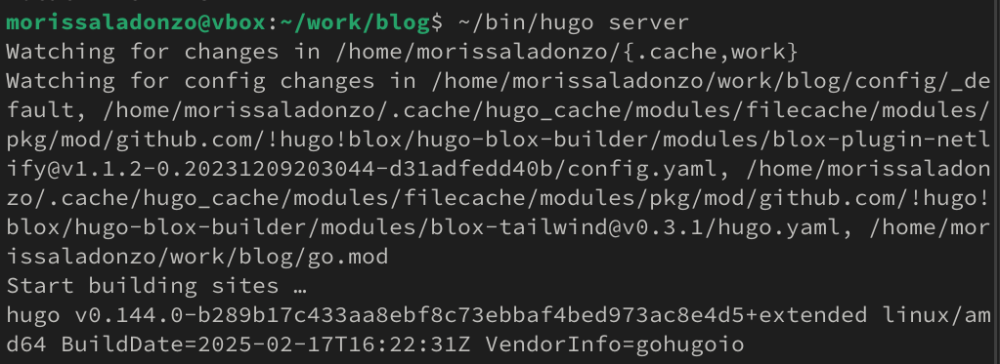 morissaladonzo@vbox:~/work/blog$ ~/bin/hugo server
Watching for changes in /home/morissaladonzo/{.cache,work}
Watching for config changes in /home/morissaladonzo/work/blog/config/_de
fault, /home/morissaladonzo/.cache/hugo_cache/modules/filecache/modules/
pkg/mod/github.com/!hugo!blox/hugo-blox-builder/modules/blox-plugin-netl
ify@v1.1.2-0.20231209203044-d31adfedd40b/config.yaml, /home/morissaladon
zo/.cache/hugo_cache/modules/filecache/modules/pkg/mod/github.com/!hugo!
blox/hugo-blox-builder/modules/blox-tailwind@v0.3.1/hugo.yaml, /home/mor
issaladonzo/work/blog/go.mod
Start building sites …
hugo v0.144.0-b289b17c433aa8ebf8c73ebbaf4bed973ac8e4d5+extended linux/am
d64 BuildDate=2025-02-17T16:22:31Z VendorInfo=gohugoio